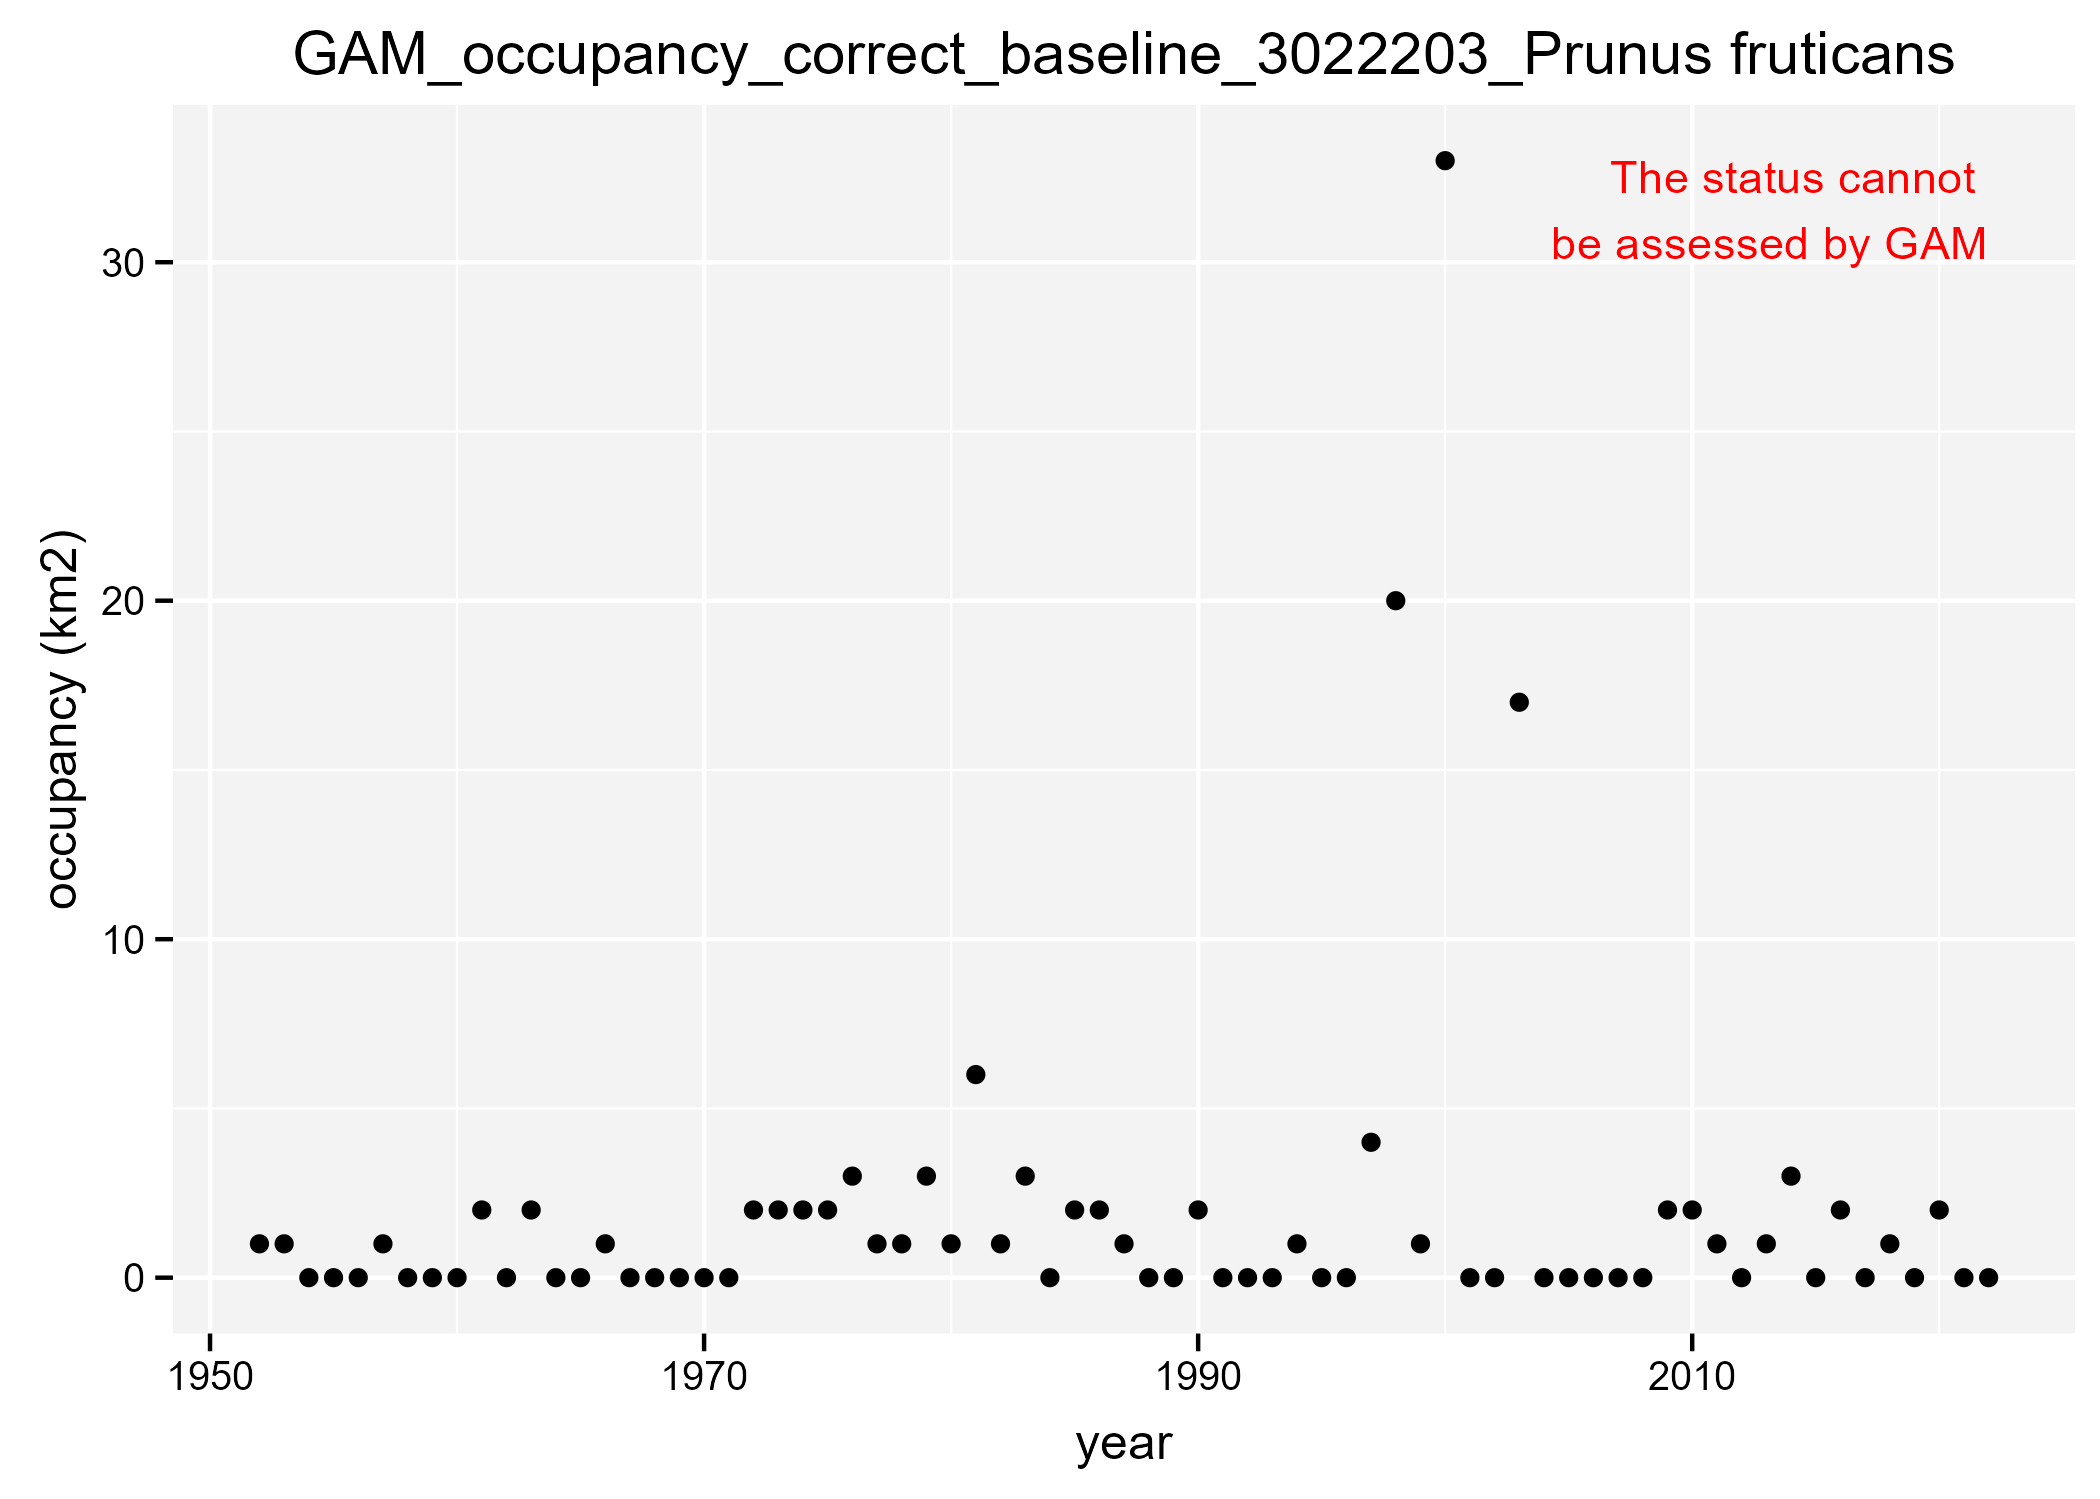 GAM_occupancy_correct_baseline_3022203_Prunus fruticans
The status cannot
be assessed by GAM
occupancy (km2)
30
20
10
0
1950 1970 1990 2010
year